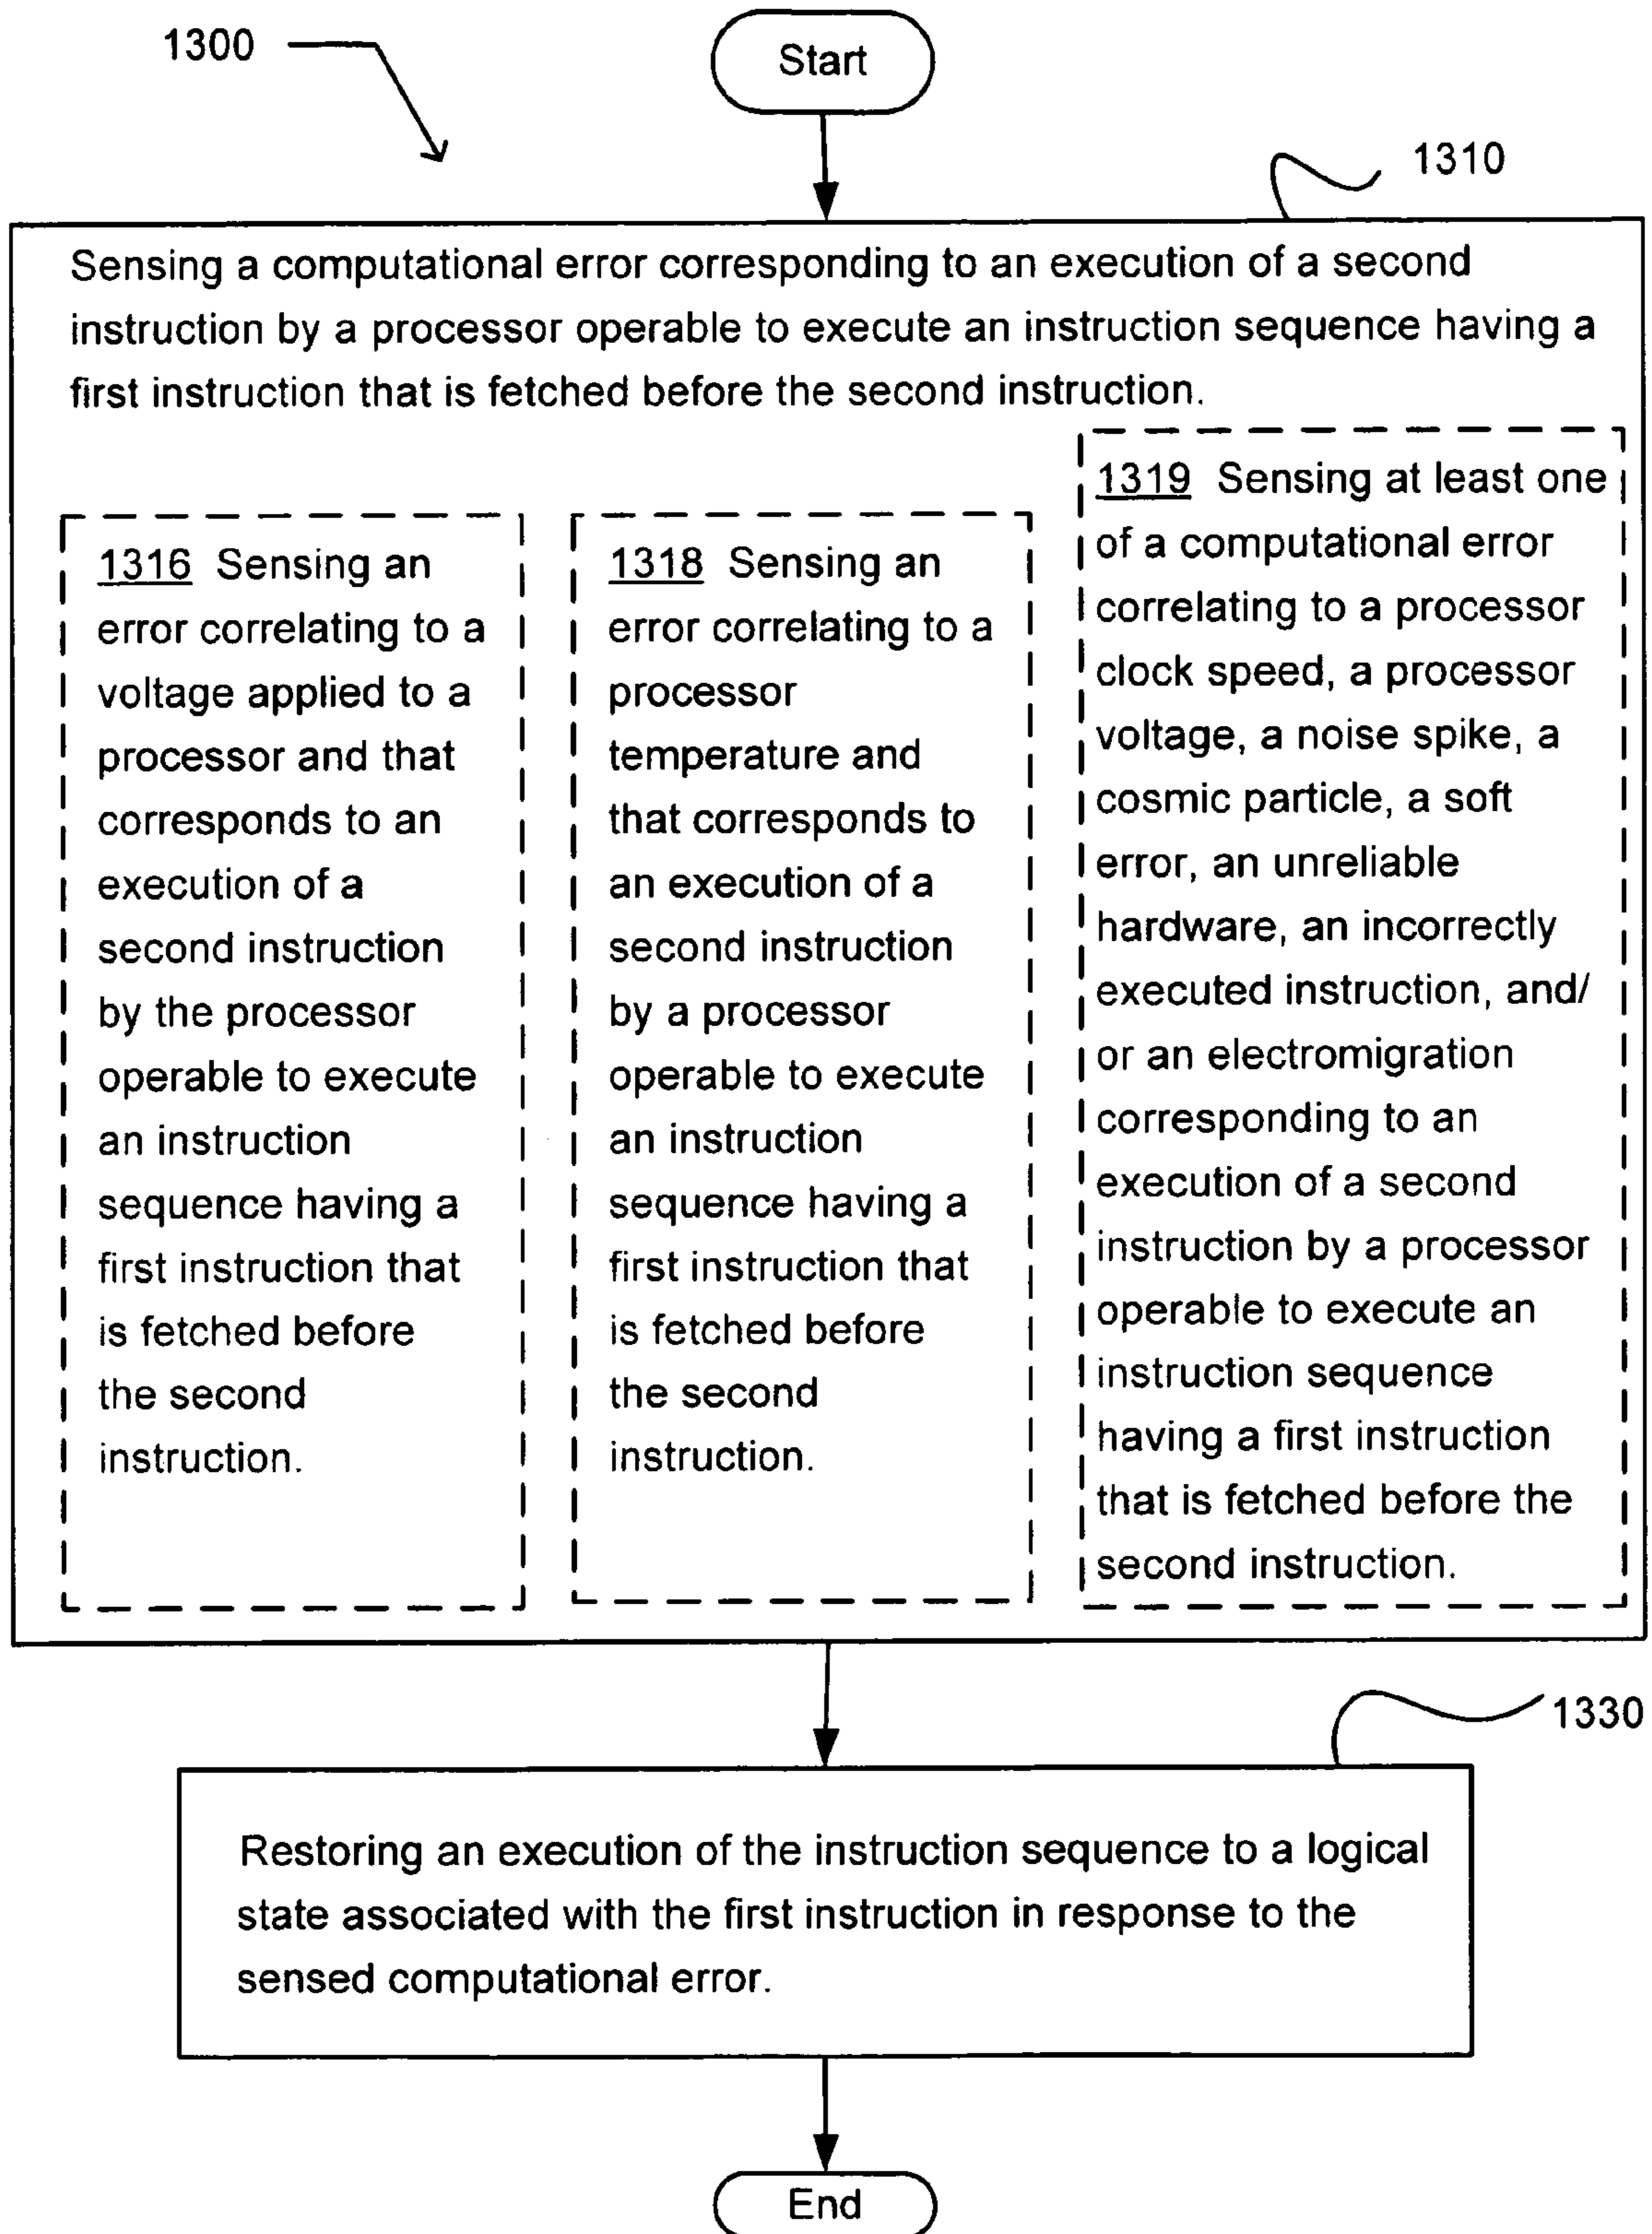 1300
Start
1310
Sensing a computational error corresponding to an execution of a second
instruction by a processor operable to execute an instruction sequence having a
first instruction that is fetched before the second instruction.
1316 Sensing an
error correlating to a
voltage applied to a
processor and that
corresponds to an
execution of a
second instruction
by the processor
operable to execute
an instruction
sequence having a
first instruction that
is fetched before
the second
instruction.
1318 Sensing an
error correlating to a
processor
temperature and
that corresponds to
an execution of a
second instruction
by a processor
operable to execute
an instruction
sequence having a
first instruction that
is fetched before
the second
instruction.
1319 Sensing at least one
of a computational error
correlating to a processor
clock speed, a processor
voltage, a noise spike, a
cosmic particle, a soft
error, an unreliable
hardware, an incorrectly
executed instruction, and/
or an electromigration
corresponding to an
execution of a second
instruction by a processor
operable to execute an
instruction sequence
having a first instruction
that is fetched before the
second instruction.
1330
Restoring an execution of the instruction sequence to a logical
state associated with the first instruction in response to the
sensed computational error.
End